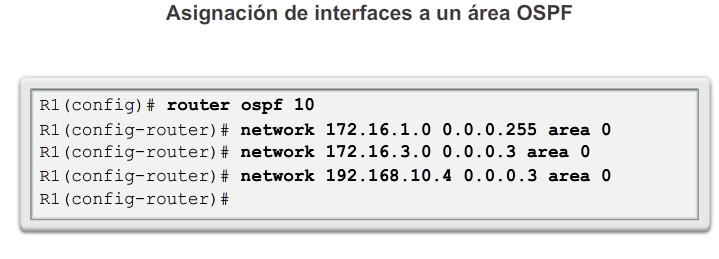 Asignación de interfaces a un área OSPF
R1(config)# router ospf 10
R1(config-router)# network 172.16.1.0 0.0.0.255 area 0
R1(config-router)# network 172.16.3.0 0.0.0.3 area 0
R1(config-router)# network 192.168.10.4 0.0.0.3 area 0
R1(config-router)#